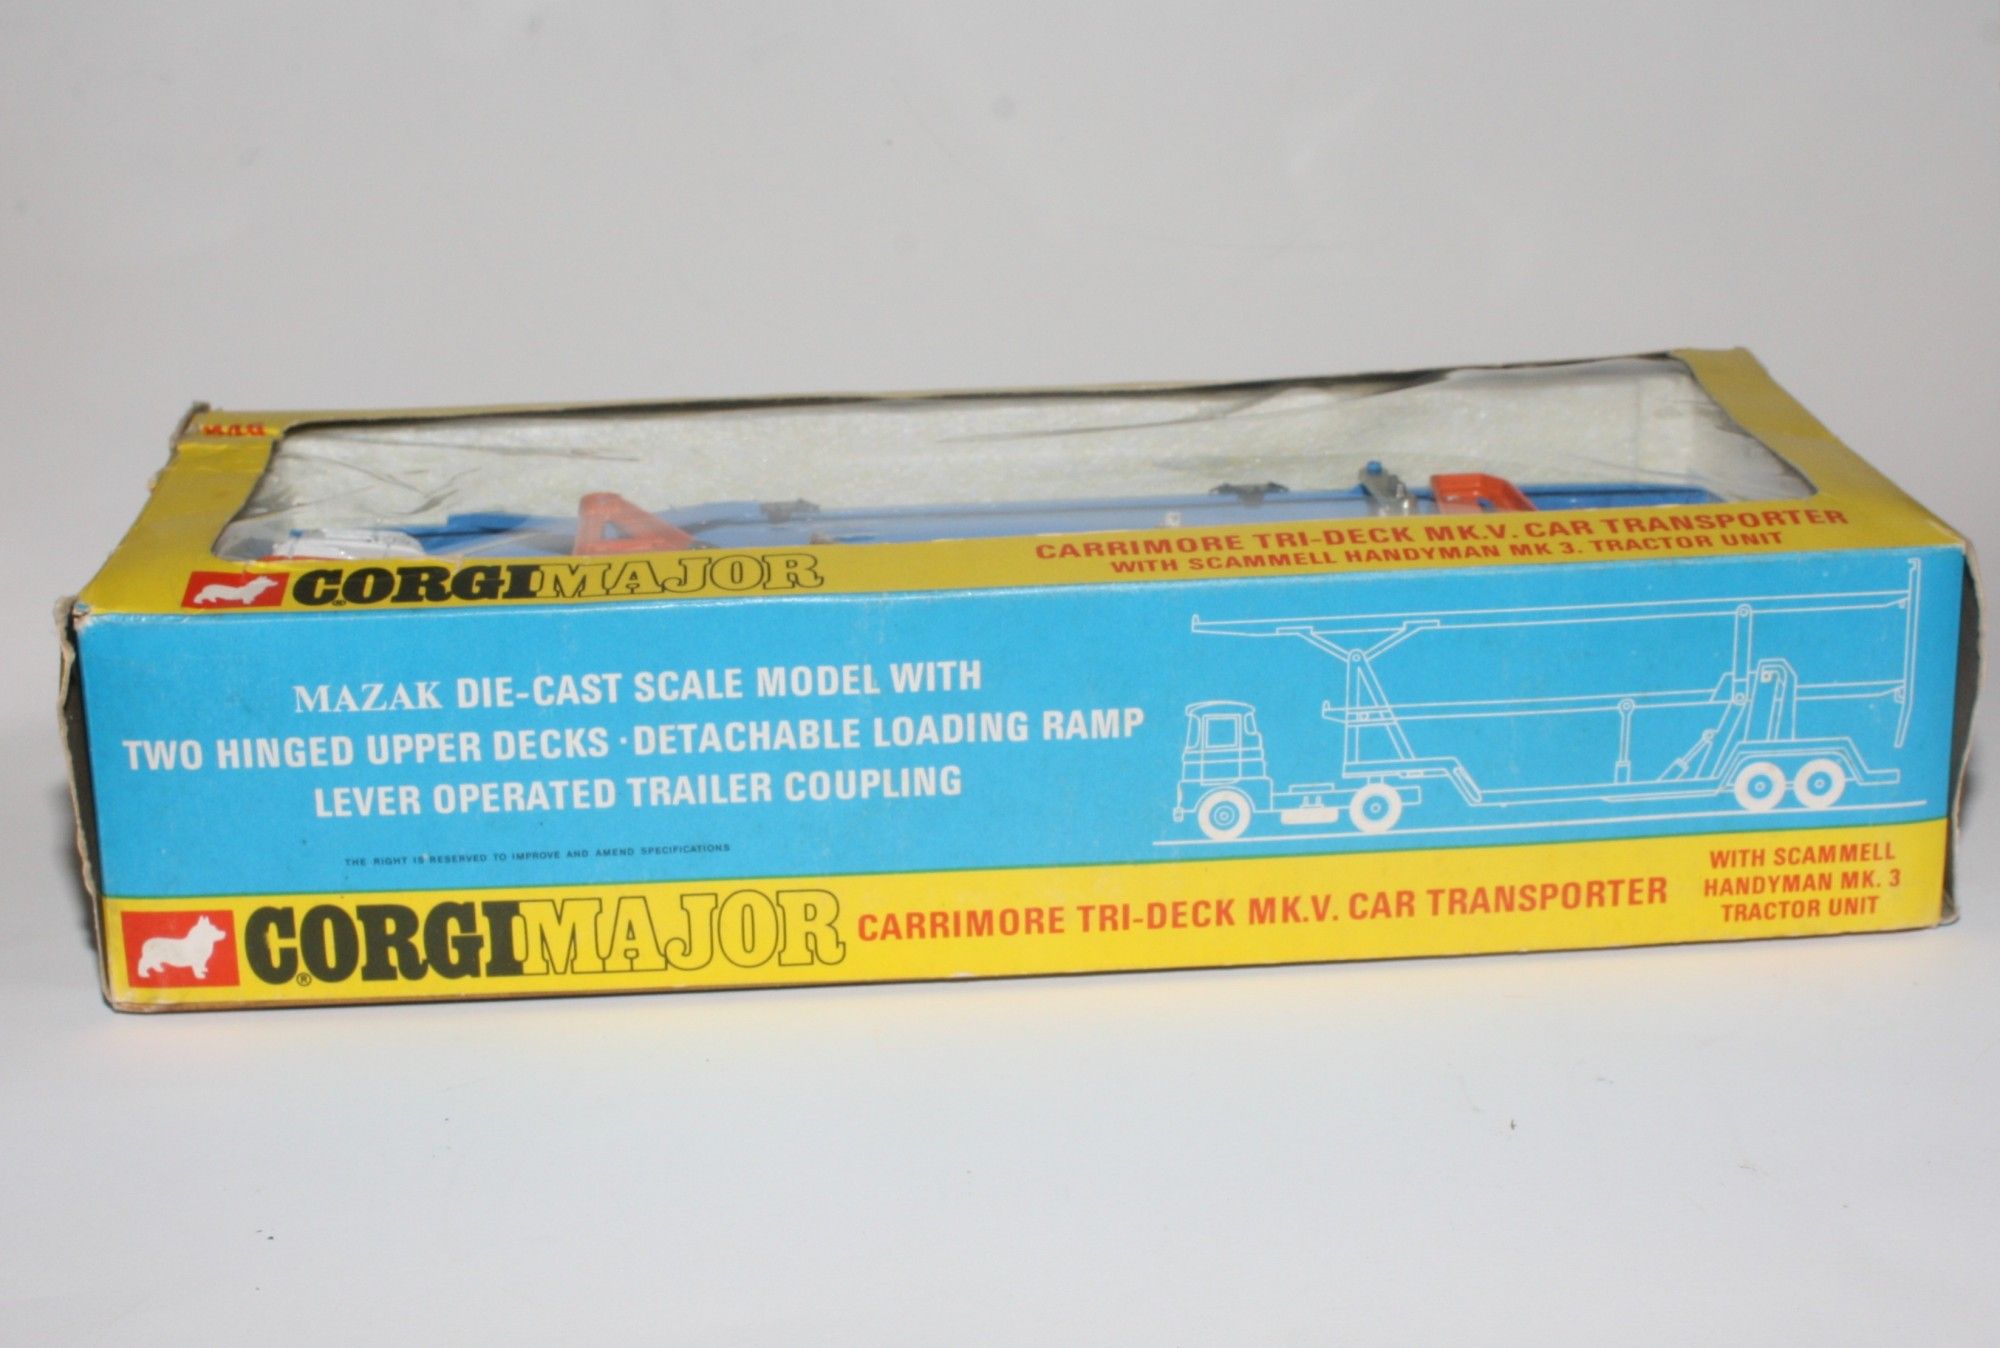 CORGI MAJOR
CARRIMORE TRI-DECK MK.V. CAR TRANSPORTER
WITH SCAMMELL HANDYMAN MK 3. TRACTOR UNIT
MAZAK DIE-CAST SCALE MODEL WITH
TWO HINGED UPPER DECKS · DETACHABLE LOADING RAMP
LEVER OPERATED TRAILER COUPLING
THE RIGHT IS RESERVED TO IMPROVE AND AMEND SPECIFICATIONS
CORGI MAJOR
®
CARRIMORE TRI-DECK MK.V. CAR TRANSPORTER
WITH SCAMMELL
HANDYMAN MK. 3
TRACTOR UNIT